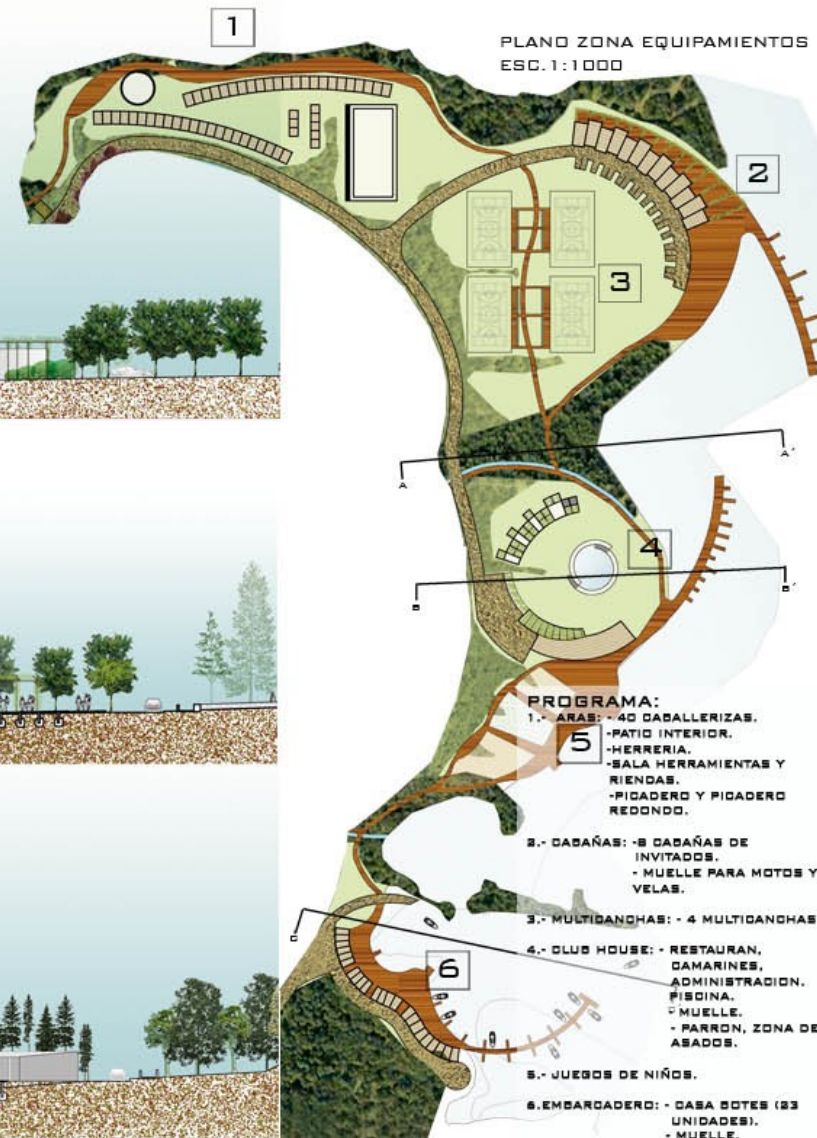 1
PLANO ZONA EQUIPAMIENTOS
ESC. 1:1000
2
3
A
A'
4
B
B'
PROGRAMA:
1.- ARAS: - 40 CABALLERIZAS.
-PATIO INTERIOR.
5
-HERRERIA.
-SALA HERRAMIENTAS Y
RIENDAS.
-PICADERO Y PICADERO
REDONDO.
2.- CABAÑAS: -8 CABAÑAS DE
INVITADOS.
- MUELLE PARA MOTOS Y
VELAS.
3.- MULTICANCHAS: - 4 MULTICANCHAS
C
4.- CLUB HOUSE: - RESTAURAN,
CAMARINES,
ADMINISTRACION.
6
PISCINA.
- MUELLE.
- PARRON, ZONA DE
ASADOS.
5.- JUEGOS DE NIÑOS.
6.EMBARCADERO: - CASA BOTES (23
UNIDADES).
- MUELLE.